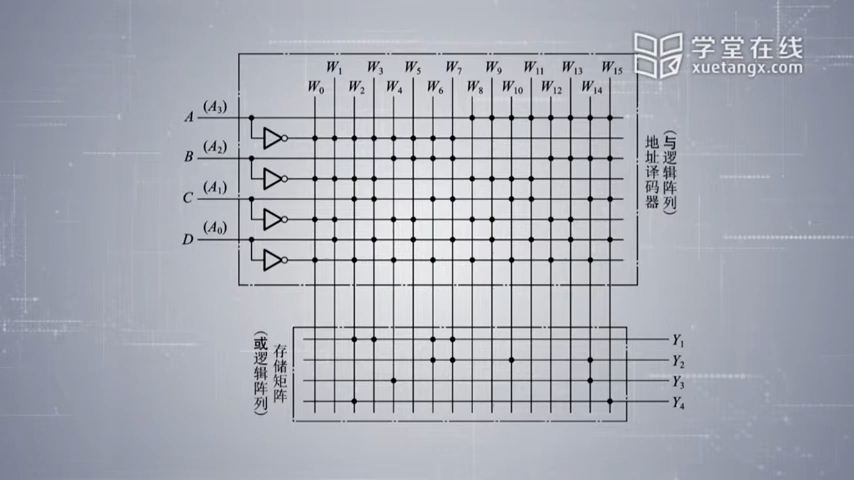 学堂在线
xuetangx.com
W1 W3 W5 W7 W9 W11 W13 W15
W0 W2 W4 W6 W8 W10 W12 W14
A (A3)
B (A2)
C (A1)
D (A0)
地址译码器
(与逻辑阵列)
存储矩阵
(或逻辑阵列)
Y1
Y2
Y3
Y4